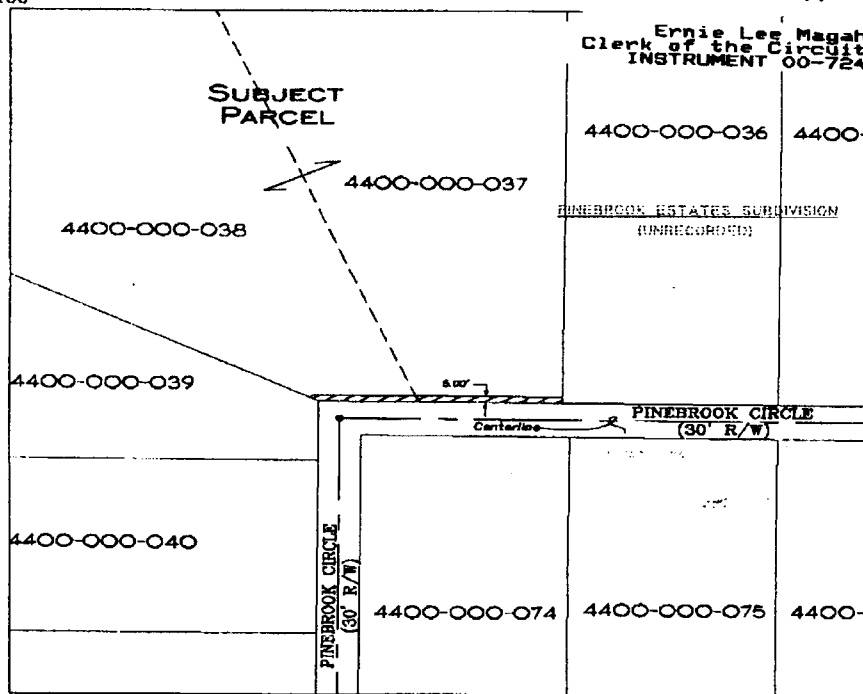 Ernie Lee Magah
Clerk of the Circuit
INSTRUMENT 00-724
SUBJECT
PARCEL
4400-000-036
4400-
4400-000-037
PINEBROOK ESTATES SUBDIVISION
(UNRECORDED)
4400-000-038
4400-000-039
5.00'
PINEBROOK CIRCLE
(30' R/W)
Centerline
4400-000-040
PINEBROOK CIRCLE
(30' R/W)
4400-000-074
4400-000-075
4400-